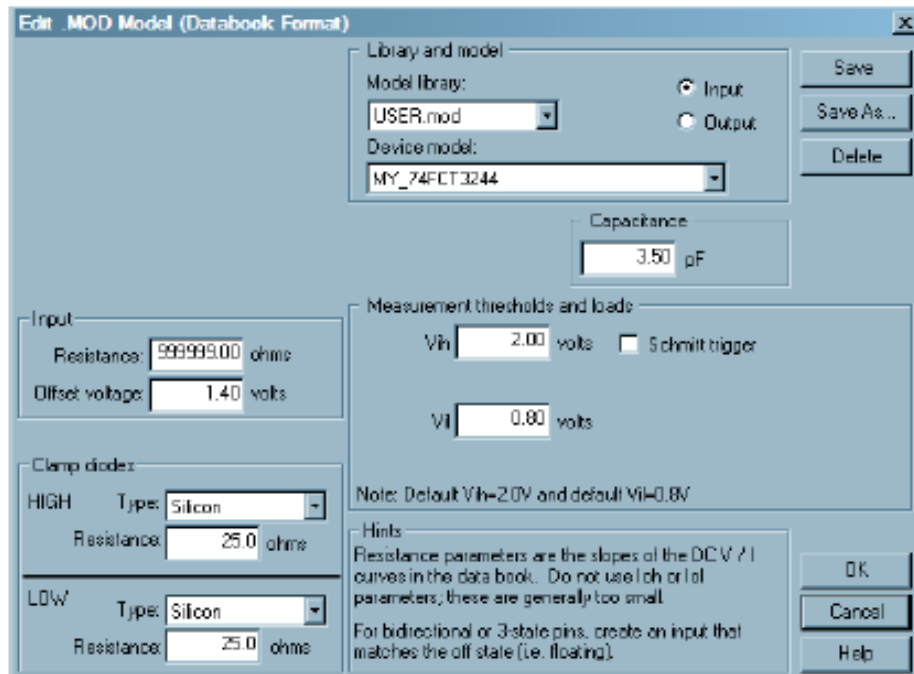 Edit .MOD Model (Databook Format)
Library and model
Model library:
USER.mod
Input
Output
Device model:
MY_74FCT3244
Save
Save As...
Delete
Capacitance
3.50 pF
Input
Resistance: 999999.00 ohms
Offset voltage: 1.40 volts
Measurement thresholds and loads
Vih 2.00 volts Schmitt trigger
Vil 0.80 volts
Note: Default Vih=2.0V and default Vil=0.8V
Clamp diodes
HIGH Type: Silicon
Resistance: 25.0 ohms
LOW Type: Silicon
Resistance: 25.0 ohms
Hints
Resistance parameters are the slopes of the DC V / I
curves in the data book. Do not use Ioh or Iol
parameters; these are generally too small.
For bidirectional or 3-state pins, create an input that
matches the off state (i.e. floating).
OK
Cancel
Help